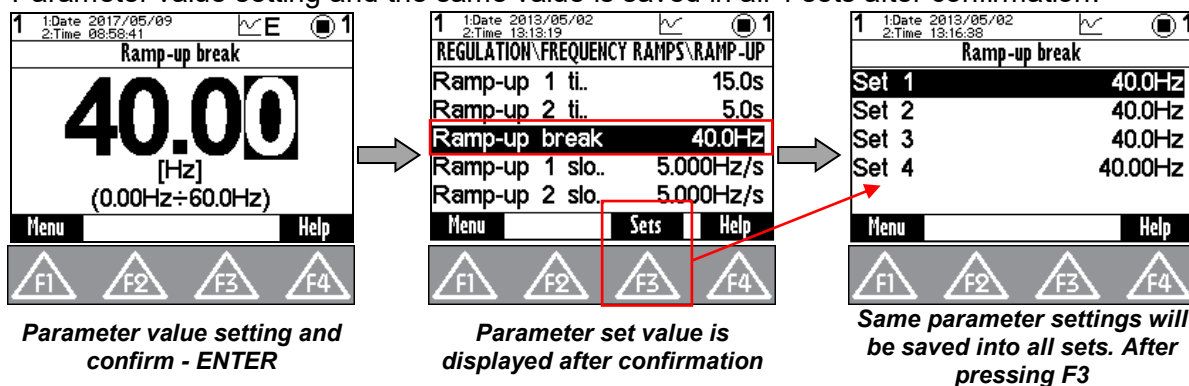 Parameter value setting and the same value is saved in all 4 sets after confirmation.
1 1:Date 2017/05/09 E 1
2:Time 08:58:41
Ramp-up break
40.00
[Hz]
(0.00Hz÷60.0Hz)
Menu Help
F1 F2 F3 F4
Parameter value setting and
confirm - ENTER
1 1:Date 2013/05/02 1
2:Time 13:13:19
REGULATION\FREQUENCY RAMPS\RAMP-UP
Ramp-up 1 ti.. 15.0s
Ramp-up 2 ti.. 5.0s
Ramp-up break 40.0Hz
Ramp-up 1 slo.. 5.000Hz/s
Ramp-up 2 slo.. 5.000Hz/s
Menu Sets Help
F1 F2 F3 F4
Parameter set value is
displayed after confirmation
1 1:Date 2013/05/02 1
2:Time 13:16:38
Ramp-up break
Set 1 40.0Hz
Set 2 40.0Hz
Set 3 40.0Hz
Set 4 40.00Hz
Menu Help
F1 F2 F3 F4
Same parameter settings will
be saved into all sets. After
pressing F3